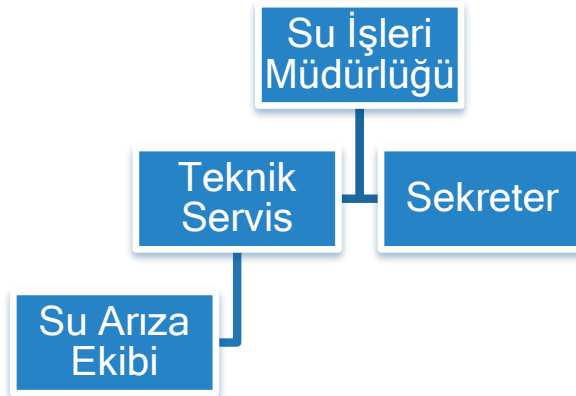 Su İşleri
Müdürlüğü
Teknik
Servis
Sekreter
Su Arıza
Ekibi